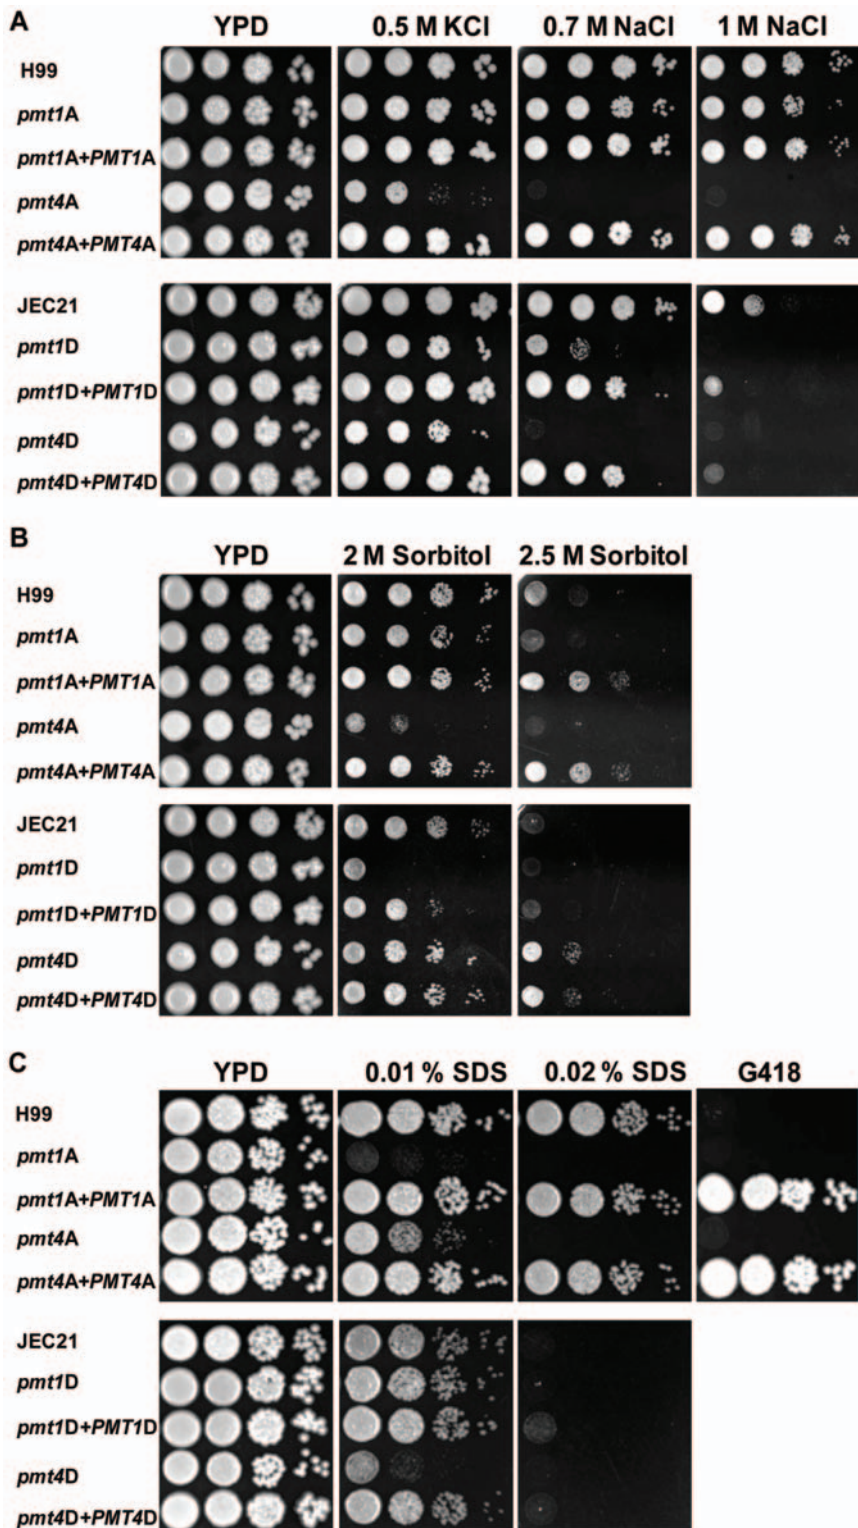 A
YPD 0.5 M KCl 0.7 M NaCl 1 M NaCl
H99
pmt1A
pmt1A+PMT1A
pmt4A
pmt4A+PMT4A
JEC21
pmt1D
pmt1D+PMT1D
pmt4D
pmt4D+PMT4D
B
YPD 2 M Sorbitol 2.5 M Sorbitol
H99
pmt1A
pmt1A+PMT1A
pmt4A
pmt4A+PMT4A
JEC21
pmt1D
pmt1D+PMT1D
pmt4D
pmt4D+PMT4D
C
YPD 0.01 % SDS 0.02 % SDS G418
H99
pmt1A
pmt1A+PMT1A
pmt4A
pmt4A+PMT4A
JEC21
pmt1D
pmt1D+PMT1D
pmt4D
pmt4D+PMT4D